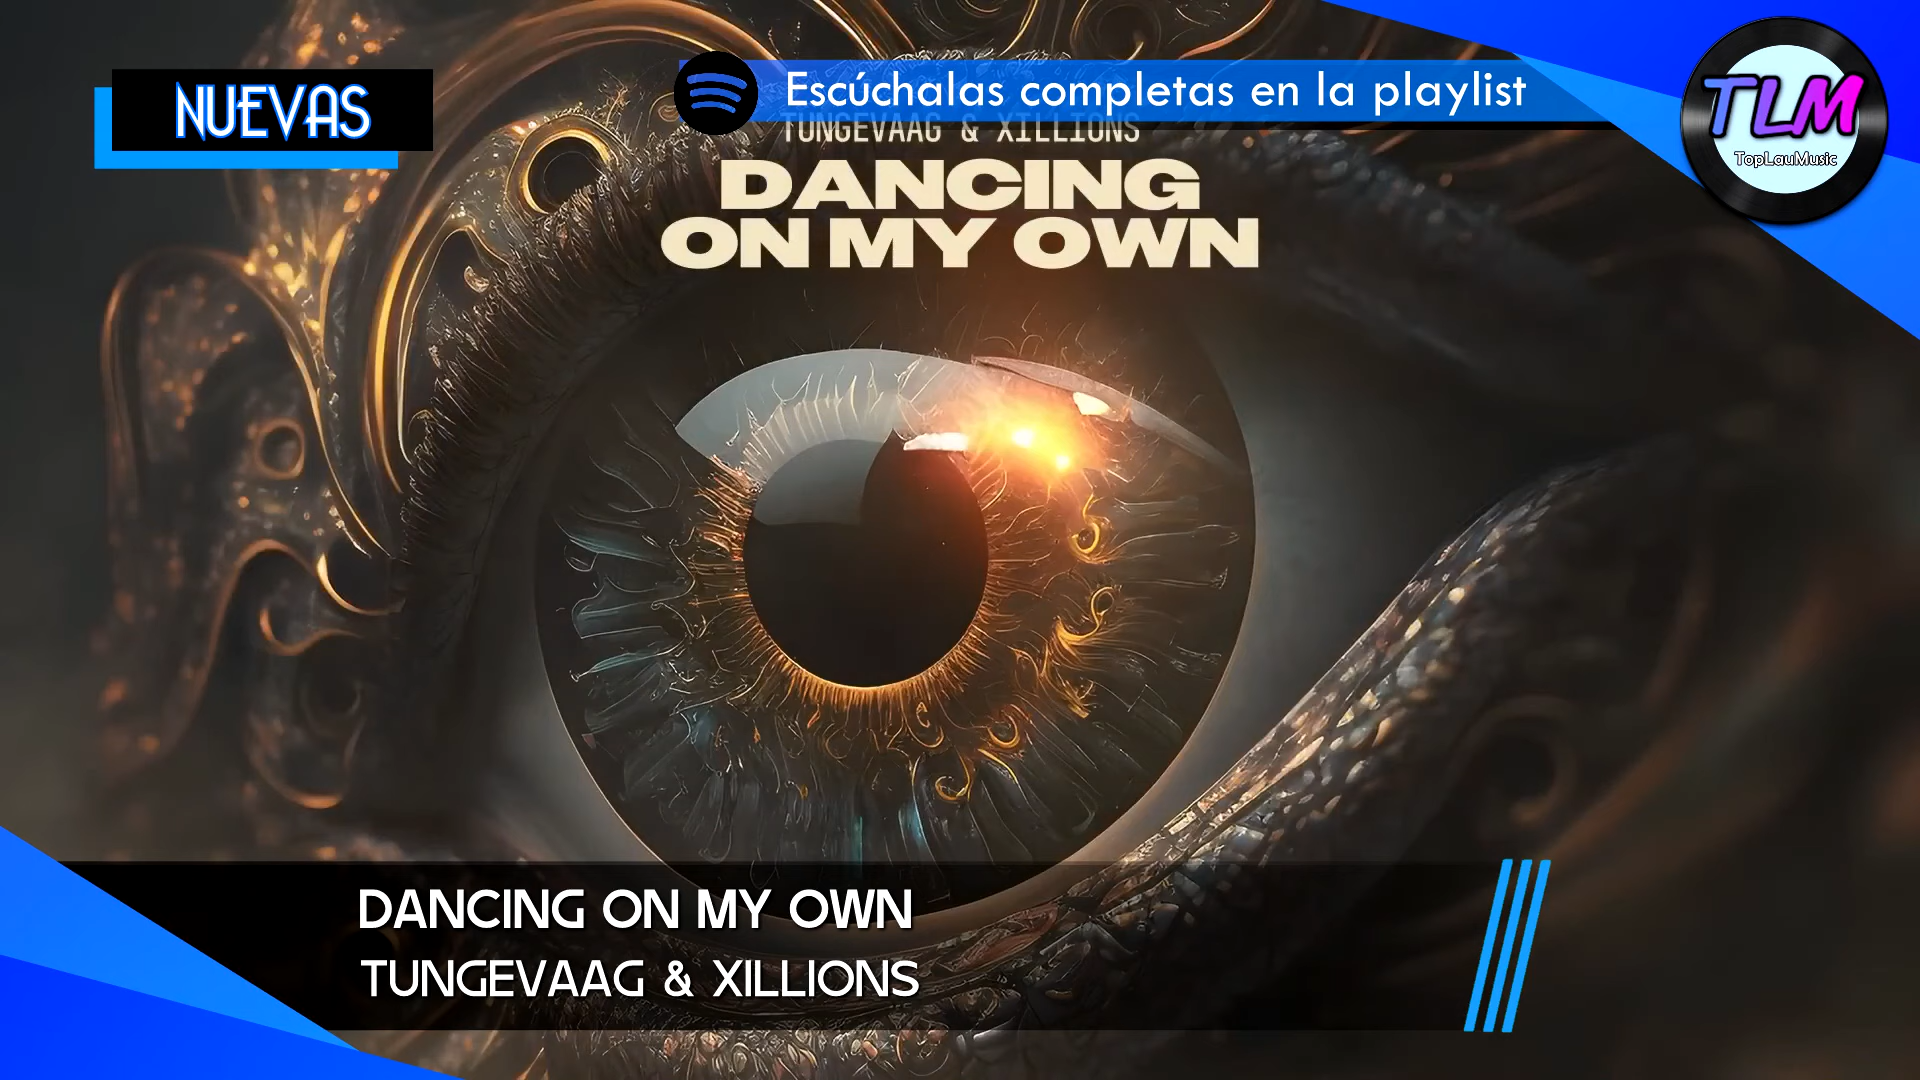 NUEVAS
Escúchalas completas en la playlist
TLM
TopLauMusic
TUNGEVAAG & XILLIONS
DANCING
ON MY OWN
DANCING ON MY OWN
TUNGEVAAG & XILLIONS